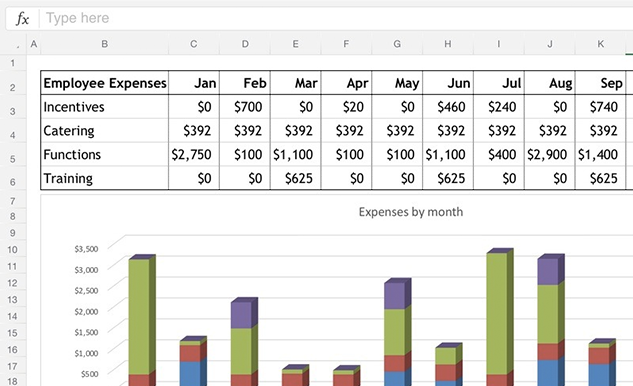 fx Type here
A B C D E F G H I J K
1
2 Employee Expenses Jan Feb Mar Apr May Jun Jul Aug Sep
3 Incentives $0 $700 $0 $20 $0 $460 $240 $0 $740
4 Catering $392 $392 $392 $392 $392 $392 $392 $392 $392
5 Functions $2,750 $100 $1,100 $100 $100 $1,100 $400 $2,900 $1,400
6 Training $0 $0 $625 $0 $0 $625 $0 $0 $625
7
8 Expenses by month
9
10 $3,500
11 $3,000
12 $2,500
13 $2,000
14
15 $1,500
16 $1,000
17 $500
18